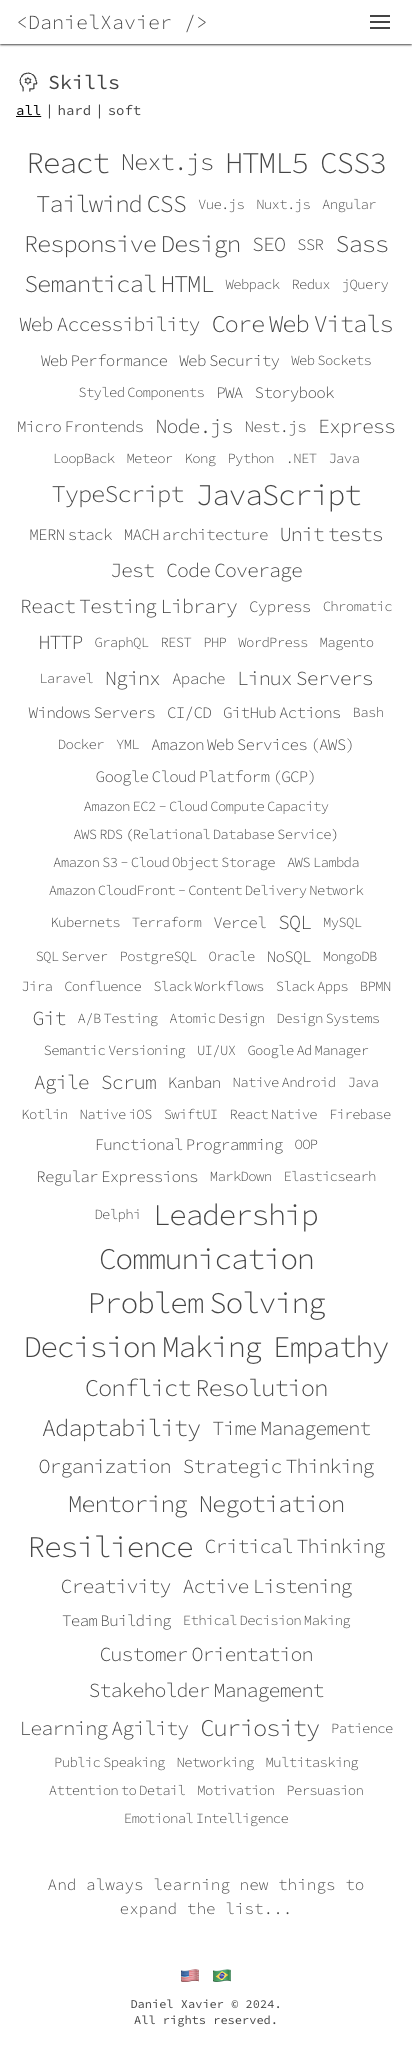 <DanielXavier />
Skills
all | hard | soft
React Next.js HTML5 CSS3
Tailwind CSS Vue.js Nuxt.js Angular
Responsive Design SEO SSR Sass
Semantical HTML Webpack Redux jQuery
Web Accessibility Core Web Vitals
Web Performance Web Security Web Sockets
Styled Components PWA Storybook
Micro Frontends Node.js Nest.js Express
LoopBack Meteor Kong Python .NET Java
TypeScript JavaScript
MERN stack MACH architecture Unit tests
Jest Code Coverage
React Testing Library Cypress Chromatic
HTTP GraphQL REST PHP WordPress Magento
Laravel Nginx Apache Linux Servers
Windows Servers CI/CD GitHub Actions Bash
Docker YML Amazon Web Services (AWS)
Google Cloud Platform (GCP)
Amazon EC2 - Cloud Compute Capacity
AWS RDS (Relational Database Service)
Amazon S3 - Cloud Object Storage AWS Lambda
Amazon CloudFront - Content Delivery Network
Kubernets Terraform Vercel SQL MySQL
SQL Server PostgreSQL Oracle NoSQL MongoDB
Jira Confluence Slack Workflows Slack Apps BPMN
Git A/B Testing Atomic Design Design Systems
Semantic Versioning UI/UX Google Ad Manager
Agile Scrum Kanban Native Android Java
Kotlin Native iOS SwiftUI React Native Firebase
Functional Programming OOP
Regular Expressions MarkDown Elasticsearh
Delphi Leadership
Communication
Problem Solving
Decision Making Empathy
Conflict Resolution
Adaptability Time Management
Organization Strategic Thinking
Mentoring Negotiation
Resilience Critical Thinking
Creativity Active Listening
Team Building Ethical Decision Making
Customer Orientation
Stakeholder Management
Learning Agility Curiosity Patience
Public Speaking Networking Multitasking
Attention to Detail Motivation Persuasion
Emotional Intelligence
And always learning new things to
expand the list...
Daniel Xavier © 2024.
All rights reserved.